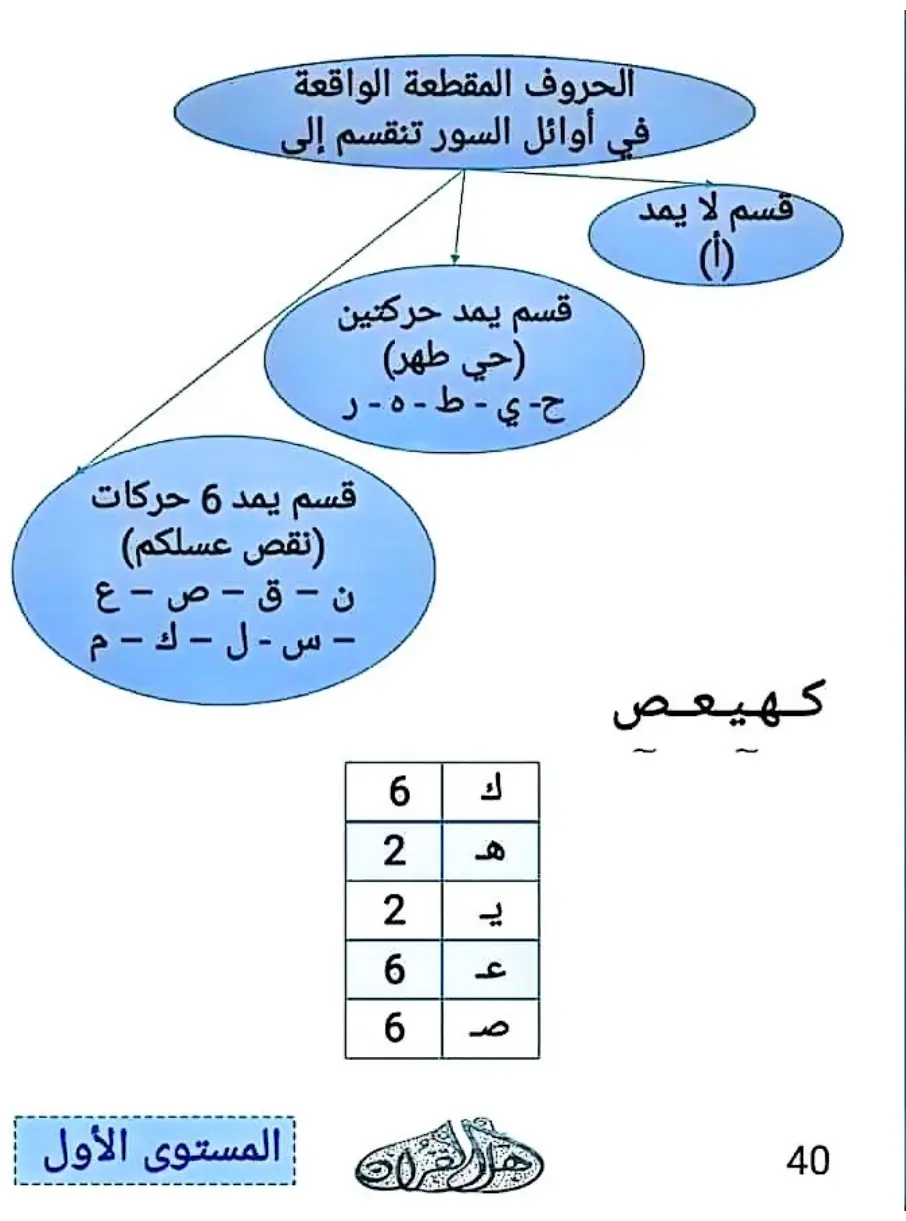 الحروف المقطعة الواقعة
في أوائل السور تنقسم إلى
قسم لا يمد
(أ)
قسم يمد حركتين
(حي طهر)
ح- ي - ط - ه - ر
قسم يمد 6 حركات
(نقص عسلكم)
ن – ق – ص – ع
– س - ل – ك – م
كـهـيـعـص
ك 6
هـ 2
يـ 2
عـ 6
صـ 6
40
المستوى الأول